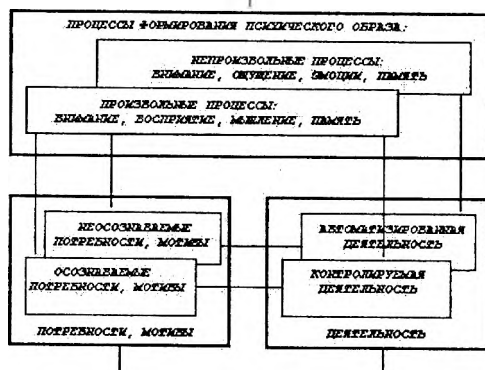 ПРОЦЕССЫ ФОРМИРОВАНИЯ ПСИХИЧЕСКОГО ОБРАЗА:
НЕПРОИЗВОЛЬНЫЕ ПРОЦЕССЫ:
ВНИМАНИЕ, ОЩУЩЕНИЕ, ЭМОЦИИ, ПАМЯТЬ
ПРОИЗВОЛЬНЫЕ ПРОЦЕССЫ:
ВНИМАНИЕ, ВОСПРИЯТИЕ, МЫШЛЕНИЕ, ПАМЯТЬ
НЕОСОЗНАВАЕМЫЕ
ПОТРЕБНОСТИ, МОТИВЫ
ОСОЗНАВАЕМЫЕ
ПОТРЕБНОСТИ, МОТИВЫ
ПОТРЕБНОСТИ, МОТИВЫ
АВТОМАТИЗИРОВАННАЯ
ДЕЯТЕЛЬНОСТЬ
КОНТРОЛИРУЕМАЯ
ДЕЯТЕЛЬНОСТЬ
ДЕЯТЕЛЬНОСТЬ